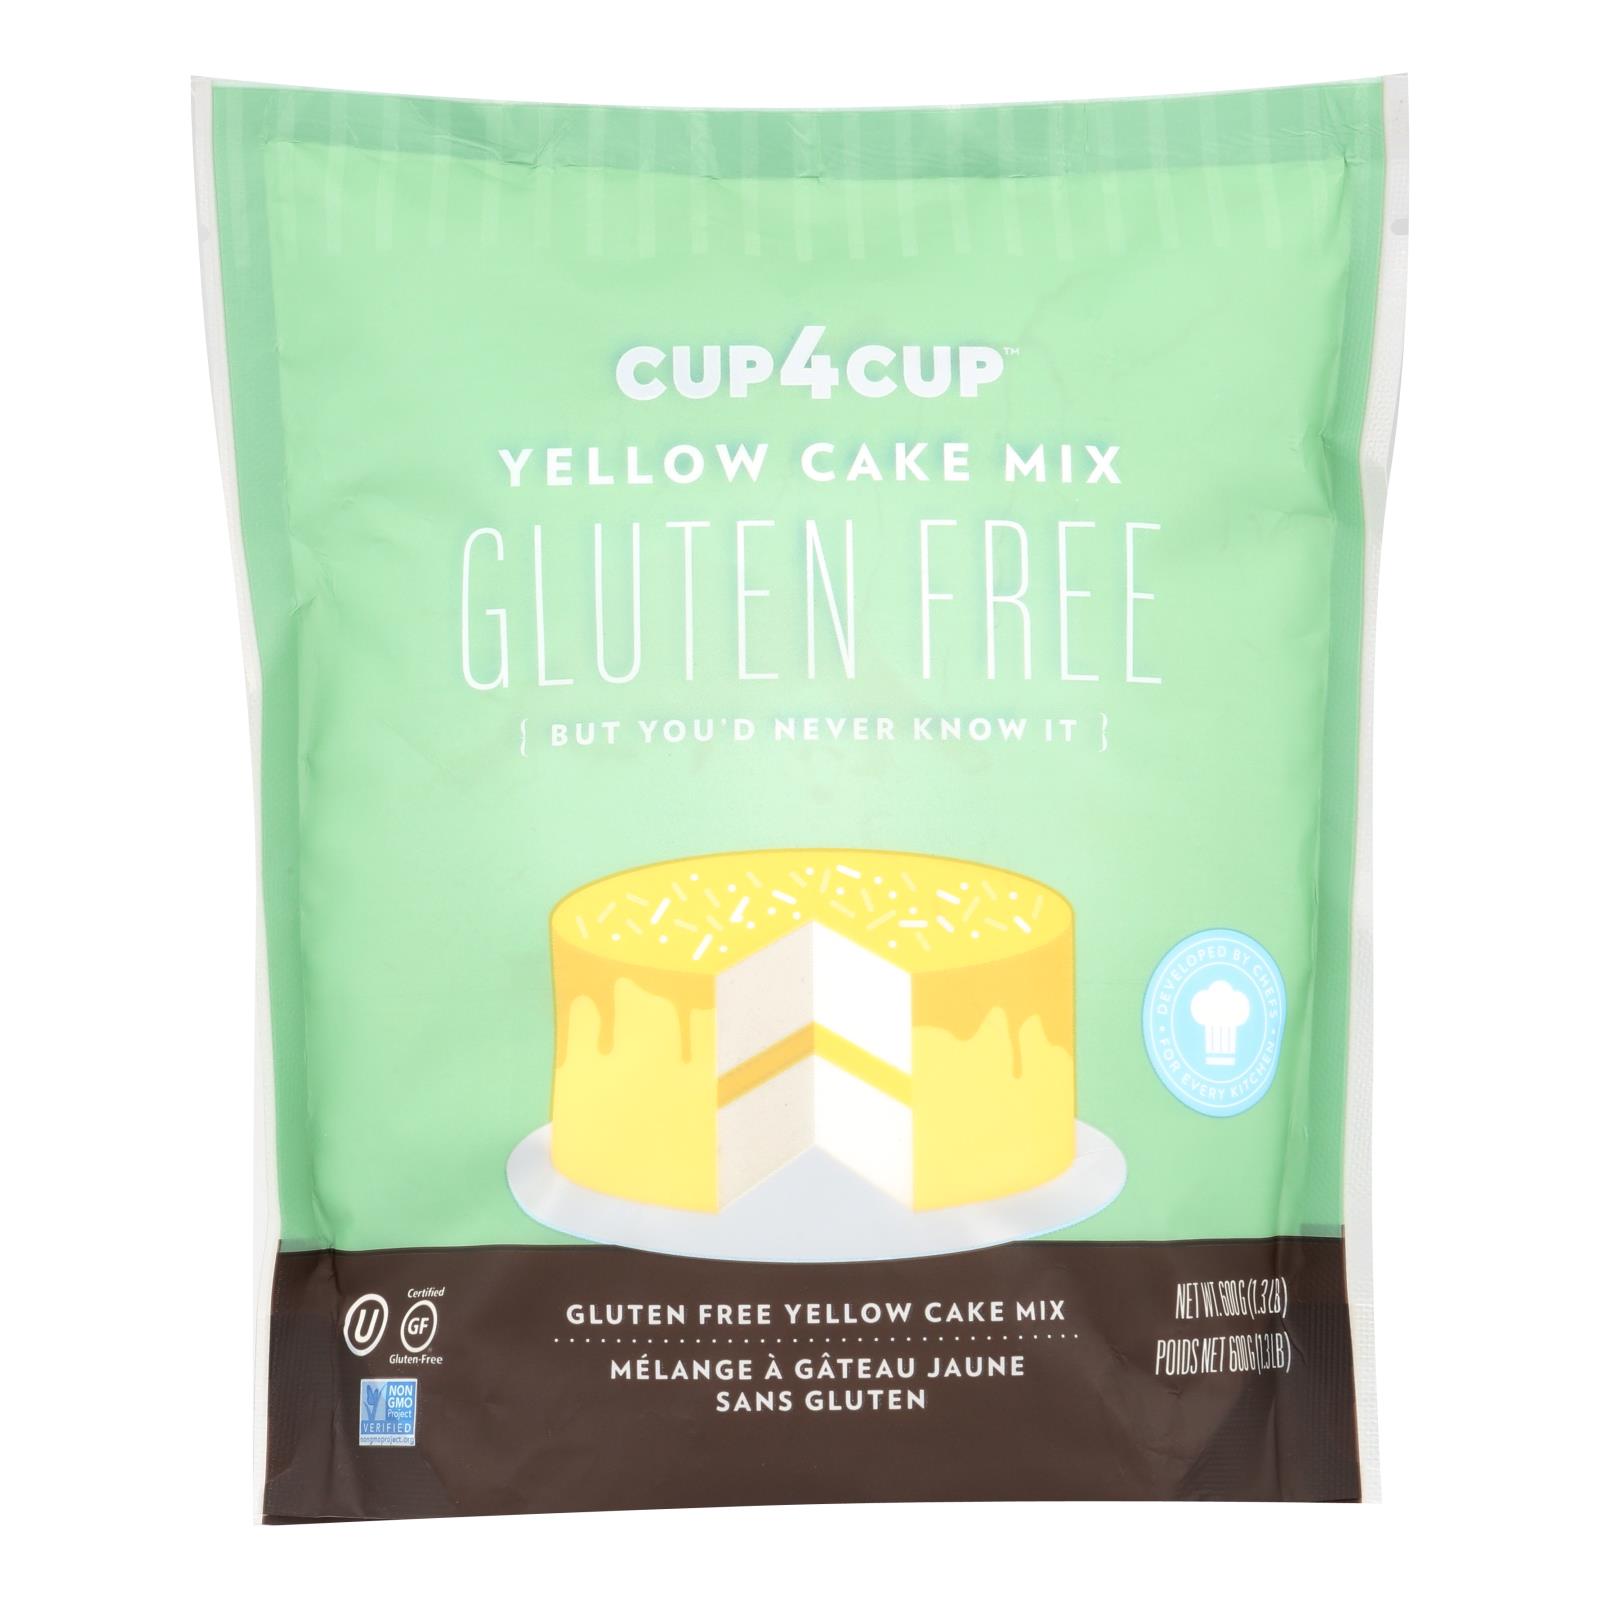 CUP4CUP™
YELLOW CAKE MIX
GLUTEN FREE
{ BUT YOU'D NEVER KNOW IT }
• DEVELOPED BY CHEFS •
FOR EVERY KITCHEN
U
Certified
GF
Gluten-Free
NON
GMO
Project
VERIFIED
nongmoproject.org
GLUTEN FREE YELLOW CAKE MIX
MÉLANGE À GÂTEAU JAUNE
SANS GLUTEN
NET WT. 600 G (1.3 LB)
POIDS NET 600 G (1.3 LB)